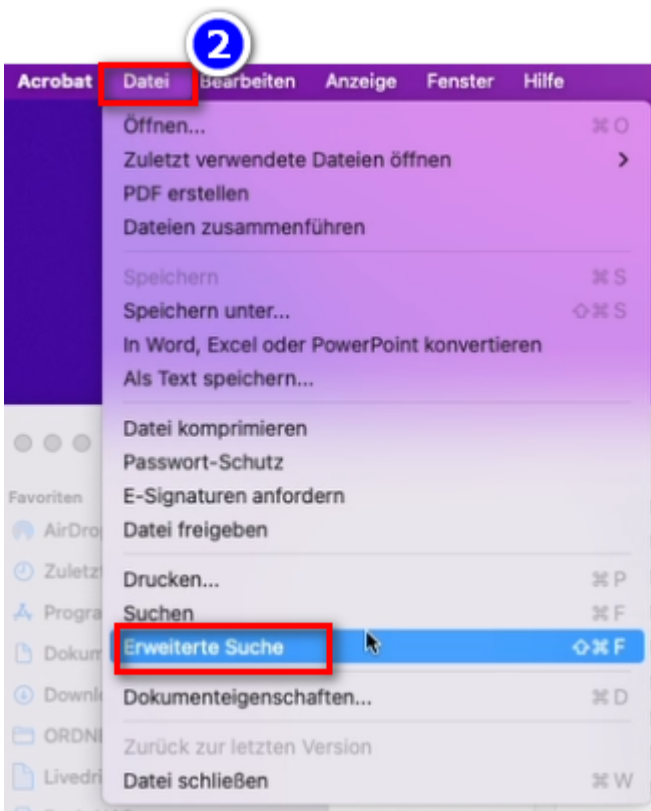 2
Acrobat Datei Bearbeiten Anzeige Fenster Hilfe
Öffnen... ⌘ O
Zuletzt verwendete Dateien öffnen >
PDF erstellen
Dateien zusammenführen
Speichern ⌘ S
Speichern unter... ⇧ ⌘ S
In Word, Excel oder PowerPoint konvertieren
Als Text speichern...
Datei komprimieren
Passwort-Schutz
Favoriten
E-Signaturen anfordern
AirDro
Datei freigeben
Zuletz
Drucken... ⌘ P
Progra
Suchen ⌘ F
Dokum
Erweiterte Suche ⇧ ⌘ F
Downl
Dokumenteigenschaften... ⌘ D
ORDN
Zurück zur letzten Version
Livedri
Datei schließen ⌘ W